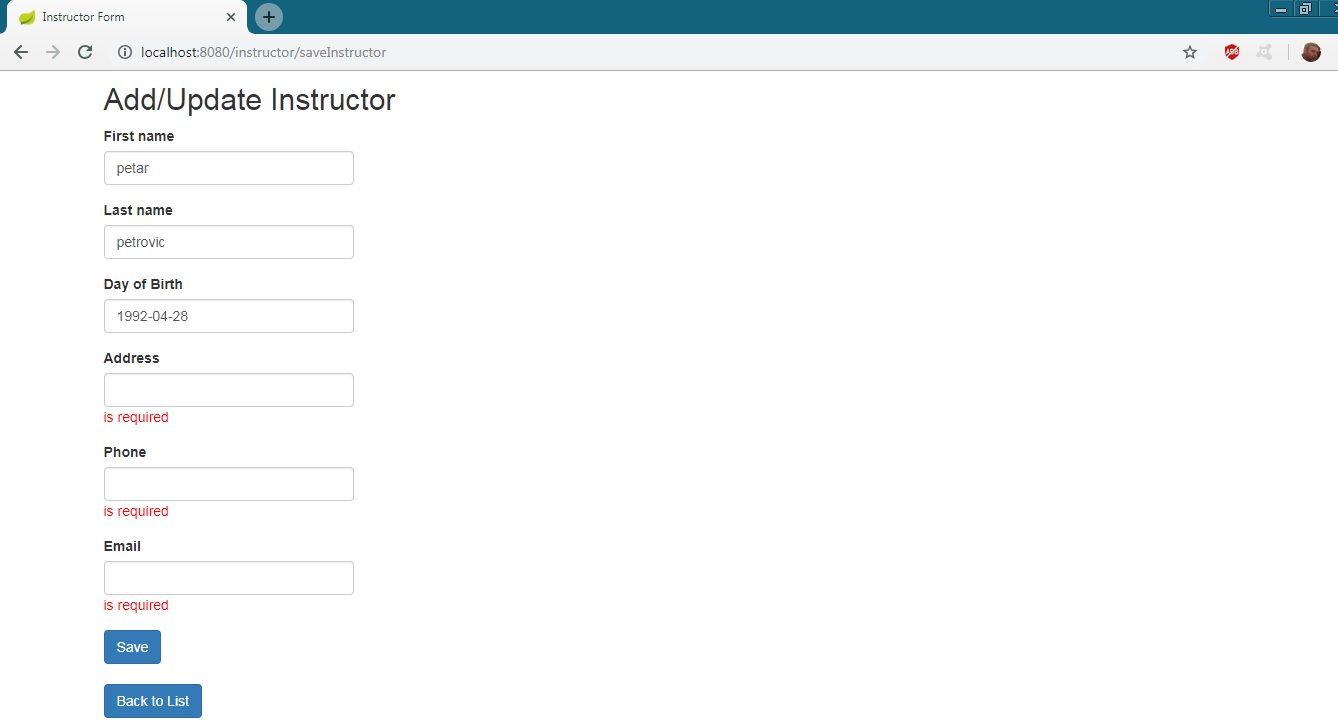 Instructor Form
localhost:8080/instructor/saveInstructor
ABP
Add/Update Instructor
First name
petar
Last name
petrovic
Day of Birth
1992-04-28
Address
is required
Phone
is required
Email
is required
Save
Back to List